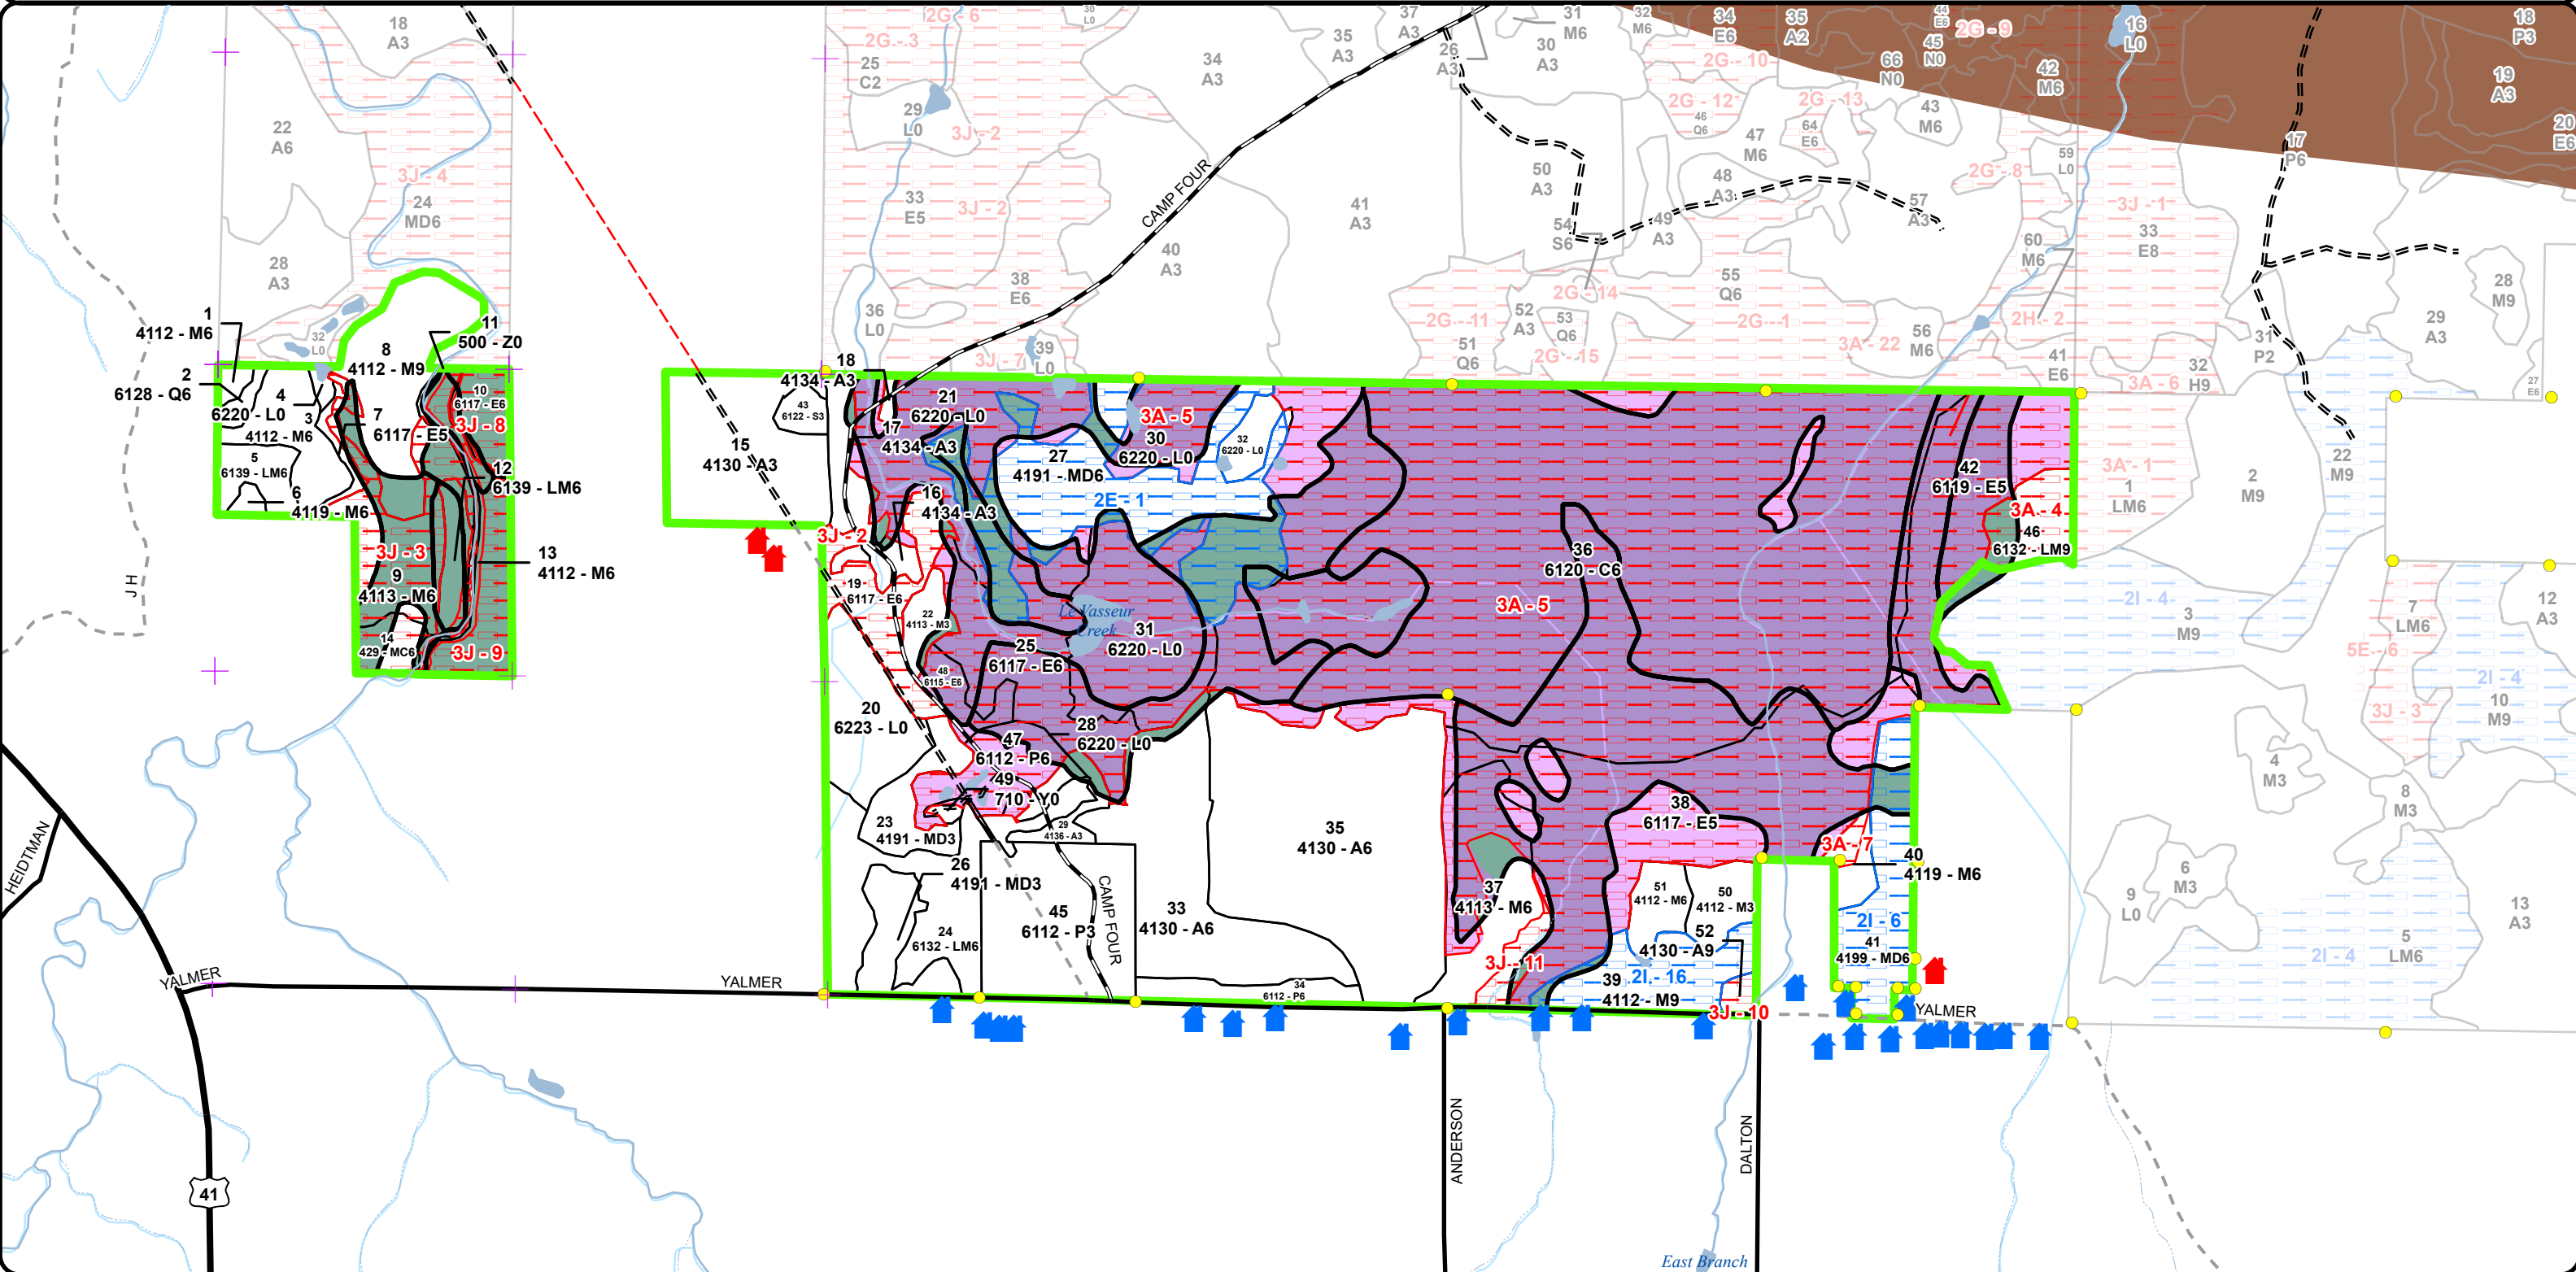 18
A3
2G - 6
30
L0
37
A3
31
M6
32
M6
34
E6
35
A2
44
E6
2G - 9
16
L0
18
P3
2G - 3
25
C2
34
A3
35
A3
26
A3
30
A3
2G - 10
45
N0
66
N0
42
M6
19
A3
29
L0
3J - 2
2G - 12
46
Q6
2G - 13
64
E6
43
M6
20
E6
22
A6
47
M6
59
L0
17
P6
3J - 4
24
MD6
33
E5
3J - 2
CAMP FOUR
41
A3
50
A3
48
A3
57
A3
2G - 8
3J - 1
33
E8
54
S6
49
A3
60
M6
28
A3
38
E6
40
A3
55
Q6
2G - 14
28
M9
36
L0
2G - 11
52
A3
53
Q6
2G - 1
2H - 2
29
A3
32
L0
3J - 7
39
L0
51
Q6
2G - 15
3A - 22
56
M6
41
E6
3A - 6
32
H9
31
P2
27
E6
1
4112 - M6
11
500 - Z0
8
4112 - M9
2
6128 - Q6
4
6220 - L0
3
4112 - M6
7
6117 - E5
10
6117 - E6
3J - 8
5
6139 - LM6
6
4119 - M6
12
6139 - LM6
3J - 3
9
4113 - M6
13
4112 - M6
14
429 - MC6
3J - 9
J H
18
4134 - A3
43
6122 - S3
15
4130 - A3
21
6220 - L0
17
4134 - A3
16
4134 - A3
27
4191 - MD6
2E - 1
3A - 5
30
6220 - L0
32
6220 - L0
3J - 2
19
6117 - E6
22
4113 - M3
Le Vasseur
Creek
31
6220 - L0
25
6117 - E6
48
6115 - E6
36
6120 - C6
3A - 5
42
6119 - E5
3A - 4
46
6132 - LM9
3A - 1
1
LM6
2
M9
22
M9
2I - 4
3
M9
7
LM6
12
A3
5E - 6
2I - 4
10
M9
3J - 3
20
6223 - L0
28
6220 - L0
47
6112 - P6
49
710 - Y0
23
4191 - MD3
29
4136 - A3
26
4191 - MD3
24
6132 - LM6
45
6112 - P3
CAMP FOUR
33
4130 - A6
35
4130 - A6
34
6112 - P6
38
6117 - E5
37
4113 - M6
51
4112 - M6
50
4112 - M3
52
4130 - A9
3J - 11
39
2I - 16
4112 - M9
3J - 10
3A - 7
40
4119 - M6
2I - 6
41
4199 - MD6
4
M3
8
M3
6
M3
9
L0
13
A3
5
LM6
2I - 4
HEIDTMAN
YALMER
YALMER
YALMER
ANDERSON
DALTON
41
East Branch